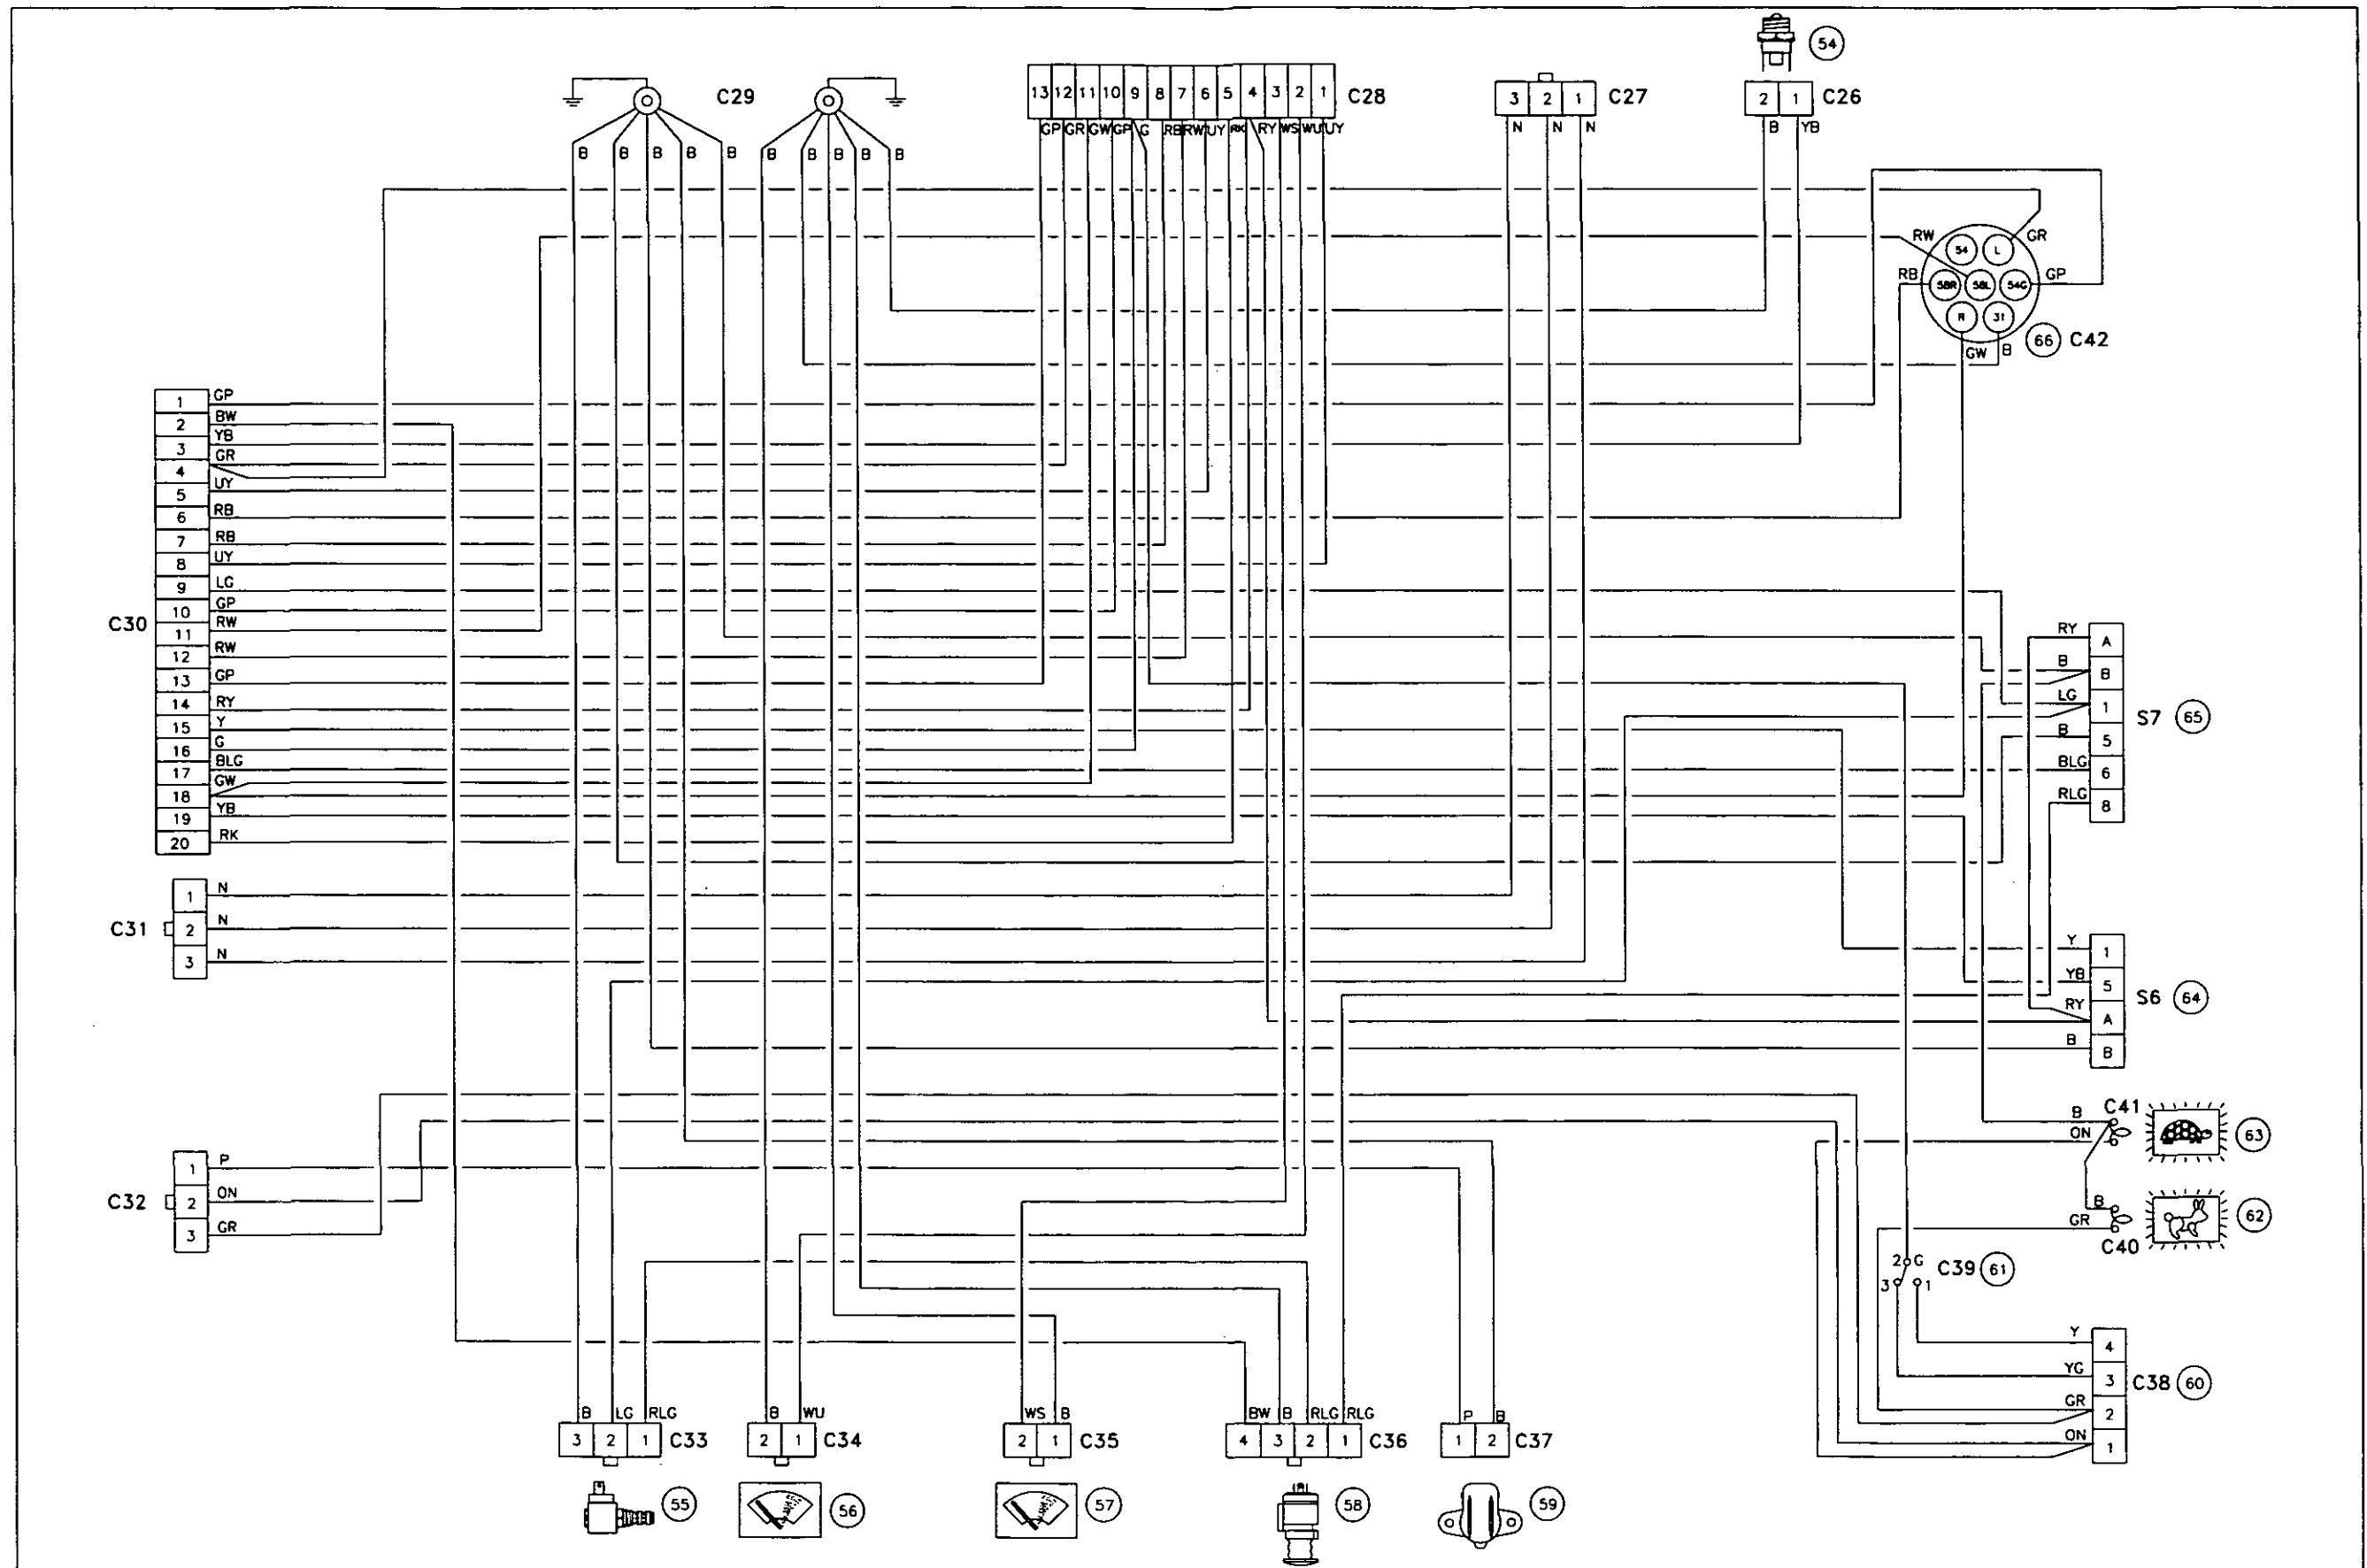 54
C29
13 12 11 10 9 8 7 6 5 4 3 2 1 C28
3 2 1 C27
2 1 C26
GP GR GW GP G RB RW UY RK RY WS WU UY
N N N
B YB
B B B B B
B B B B B
RW GR
54 L
RB 58R 58L 54G GP
R 31
GW B
66 C42
C30
1 GP
2 BW
3 YB
4 GR
5 UY
6 RB
7 RB
8 UY
9 LG
10 GP
11 RW
12 RW
13 GP
14 RY
15 Y
16 G
17 BLG
18 GW
19 YB
20 RK
S7 65
RY A
B B
LG 1
B 5
BLG 6
RLG 8
C31
1 N
2 N
3 N
S6 64
Y 1
YB 5
RY A
B B
C32
1 P
2 ON
3 GR
B C41
ON
63
B
GR
C40
62
2 G C39 61
3 1
Y 4
YG 3
GR 2
ON 1
C38 60
B LG RLG
3 2 1 C33
55
B WU
2 1 C34
56
WS B
2 1 C35
57
BW B RLG RLG
4 3 2 1 C36
58
P B
1 2 C37
59